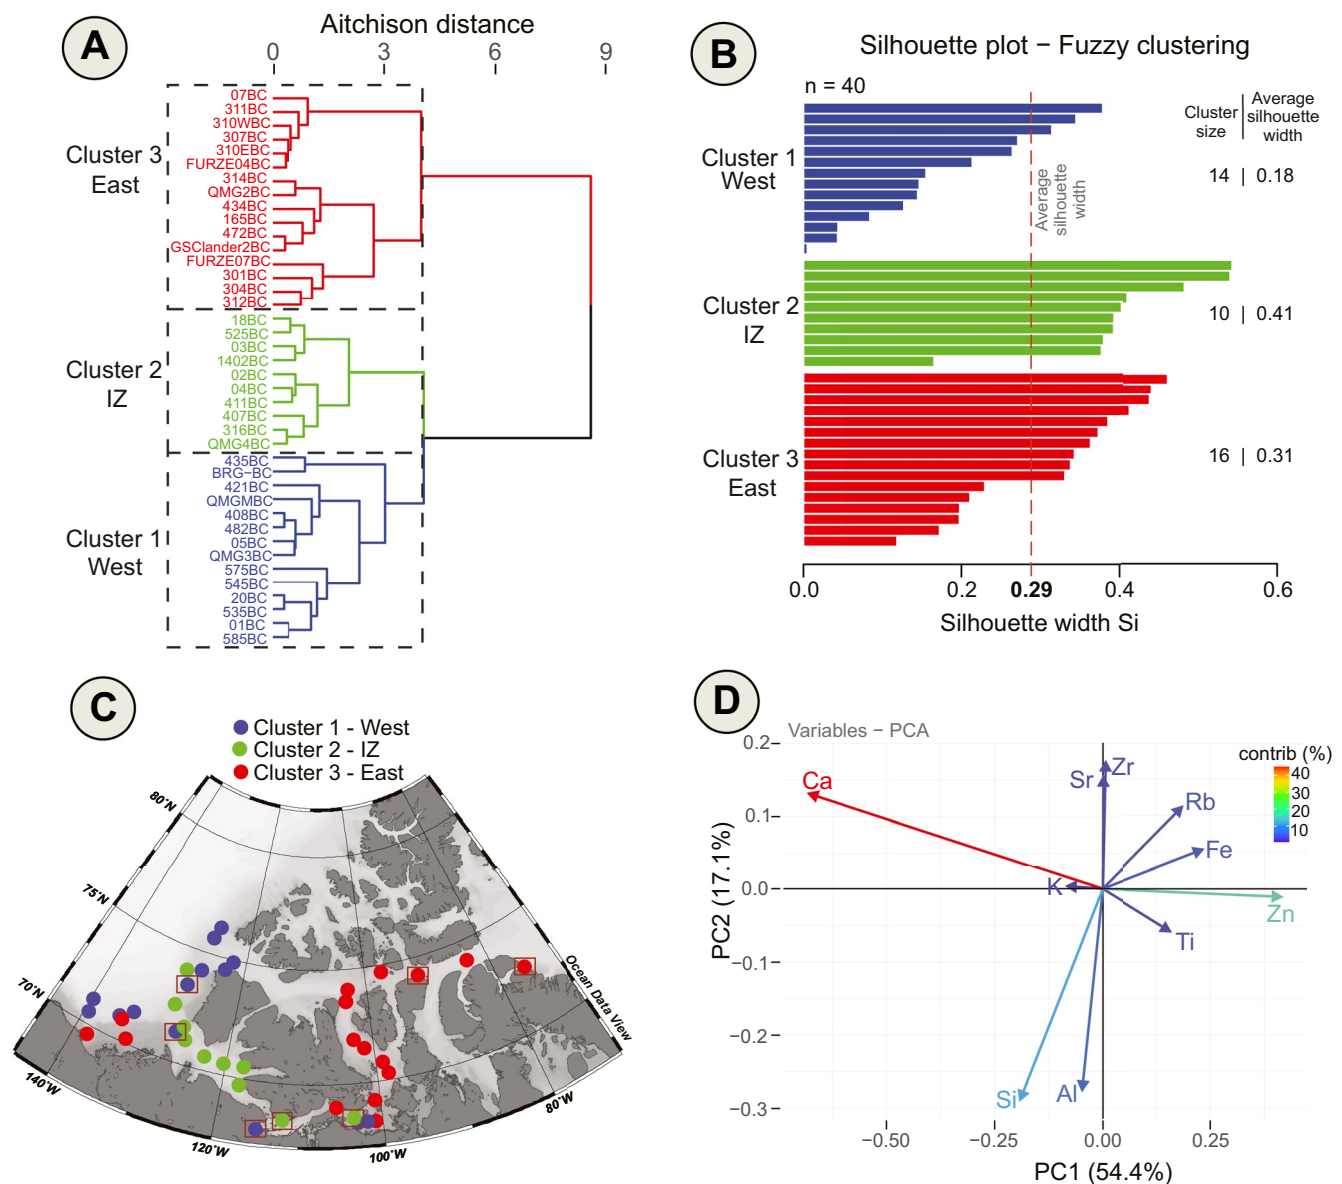 A
Aitchison distance
0 3 6 9
Cluster 3
East
07BC
311BC
310WBC
307BC
310EBC
FURZE04BC
314BC
QMG2BC
434BC
165BC
472BC
GSClander2BC
FURZE07BC
301BC
304BC
312BC
Cluster 2
IZ
18BC
525BC
03BC
1402BC
02BC
04BC
411BC
407BC
316BC
QMG4BC
Cluster 1
West
435BC
BRG−BC
421BC
QMGMBC
408BC
482BC
05BC
QMG3BC
575BC
545BC
20BC
535BC
01BC
585BC
B
Silhouette plot − Fuzzy clustering
n = 40
Cluster size | Average silhouette width
Cluster 1
West
14 | 0.18
Average
silhouette
width
Cluster 2
IZ
10 | 0.41
Cluster 3
East
16 | 0.31
0.0 0.2 0.29 0.4 0.6
Silhouette width Si
C
Cluster 1 - West
Cluster 2 - IZ
Cluster 3 - East
80°N
75°N
70°N
140°W
120°W
100°W
80°W
Ocean Data View
D
Variables − PCA
contrib (%)
40
30
20
10
0.2
0.1
0.0
−0.1
−0.2
−0.3
PC2 (17.1%)
Ca
Sr
Zr
Rb
Fe
K
Zn
Ti
Si
Al
−0.50 −0.25 0.00 0.25
PC1 (54.4%)